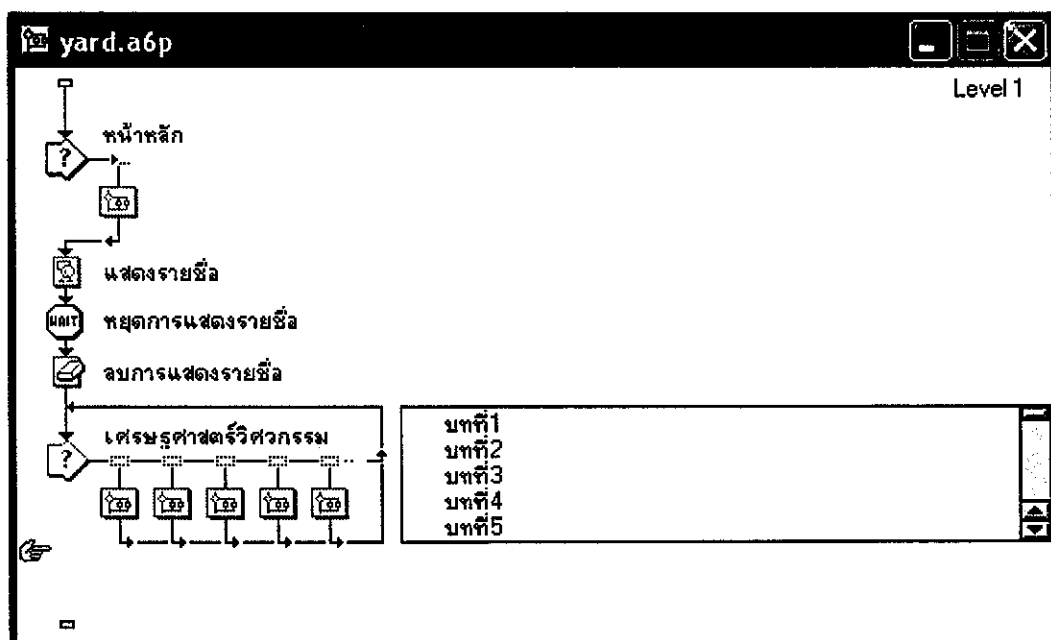 yard.a6p
Level 1
หน้าหลัก
?
แสดงรายชื่อ
WAIT
หยุดการแสดงรายชื่อ
ลบการแสดงรายชื่อ
เศรษฐศาสตร์วิศวกรรม
?
บทที่1
บทที่2
บทที่3
บทที่4
บทที่5